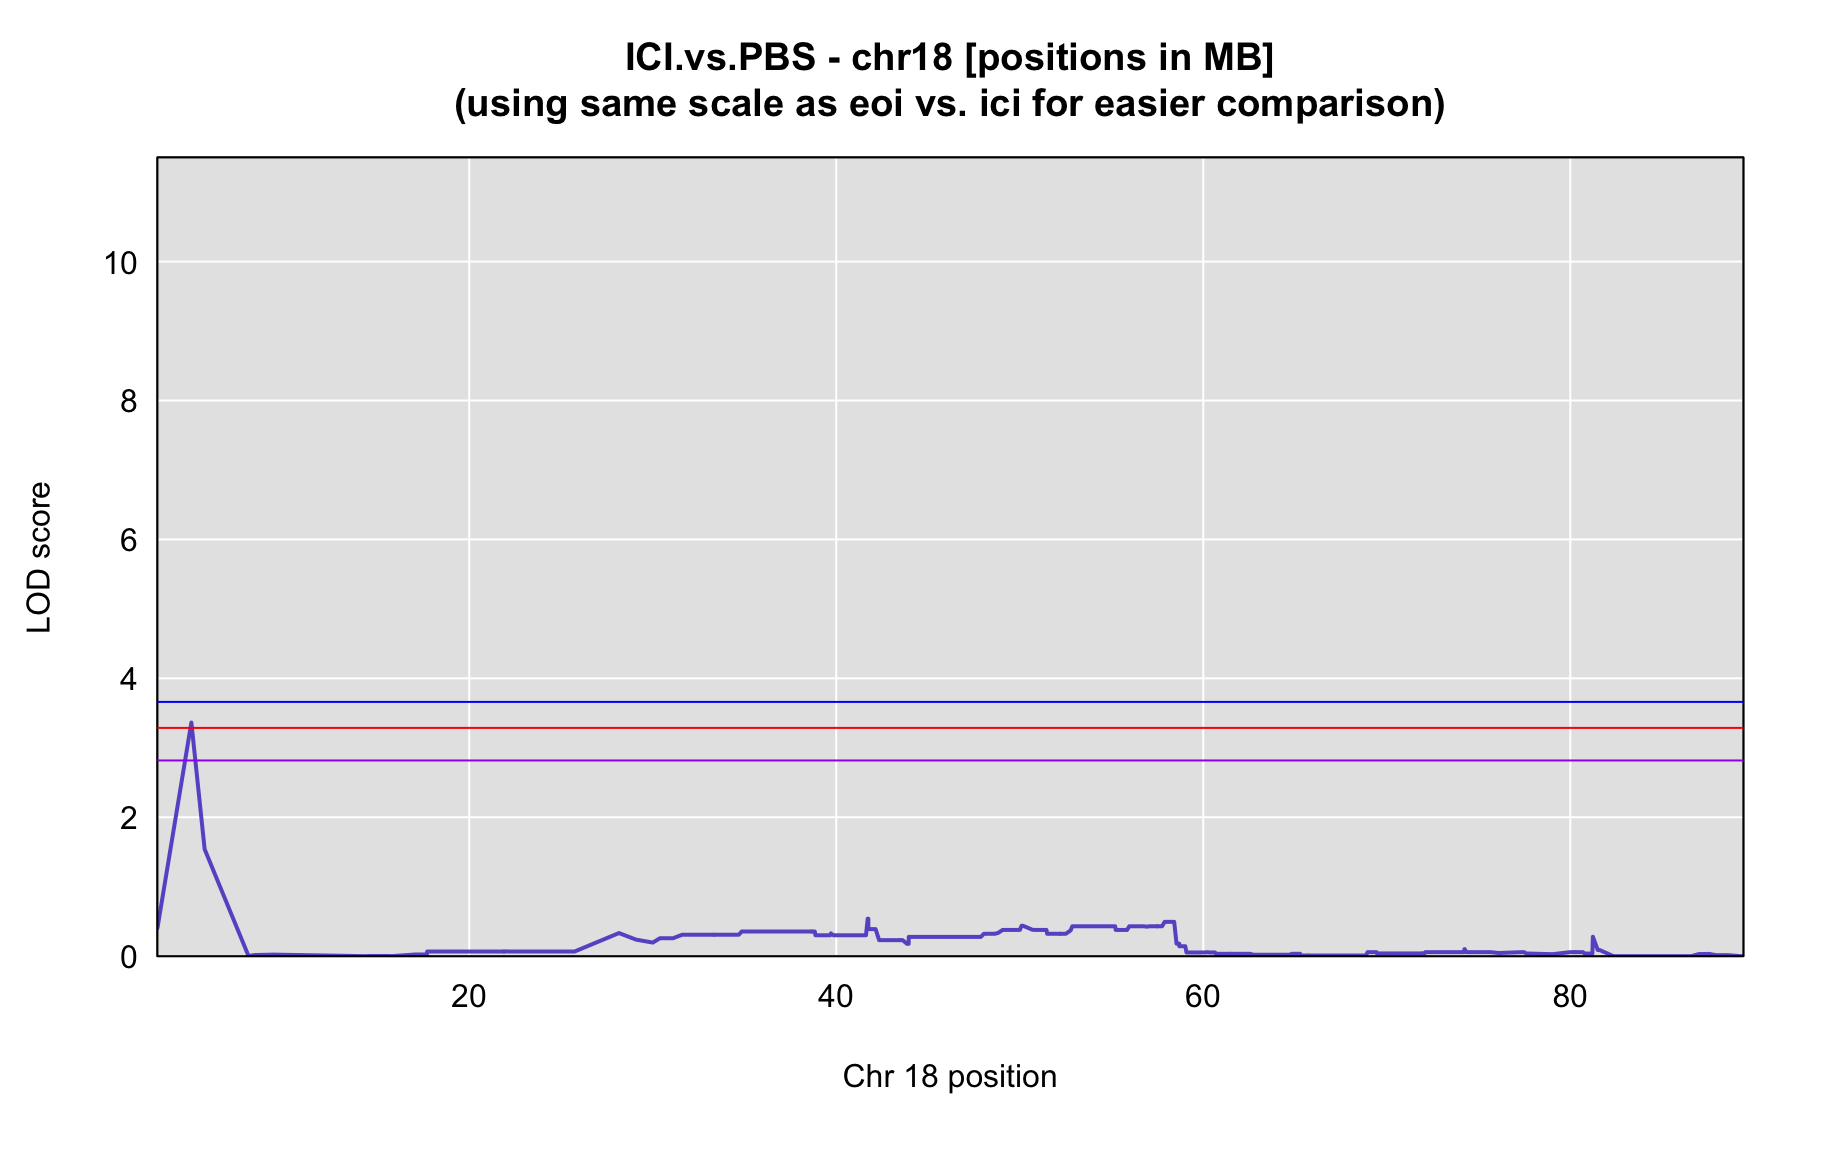 ICI.vs.PBS - chr18 [positions in MB]
(using same scale as eoi vs. ici for easier comparison)
10
8
6
4
2
0
LOD score
20 40 60 80
Chr 18 position